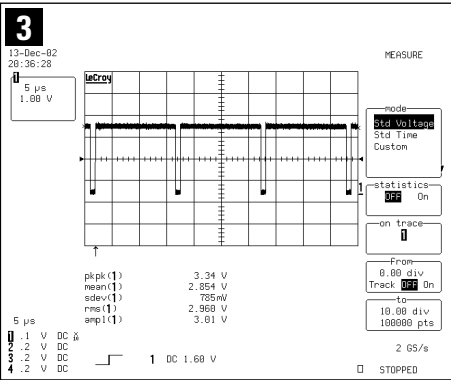 3
13-Dec-02
20:36:28
1
5 µs
1.00 V
LeCroy
MEASURE
mode
Std Voltage
Std Time
Custom
1
statistics
OFF On
on trace
1
From
0.00 div
Track OFF On
to
10.00 div
100000 pts
pkpk(1) 3.34 V
mean(1) 2.854 V
sdev(1) 785mV
rms(1) 2.960 V
ampl(1) 3.01 V
5 µs
1 .1 V DC X10
2 .2 V DC
3 .2 V DC
4 .2 V DC
1 DC 1.60 V
2 GS/s
STOPPED